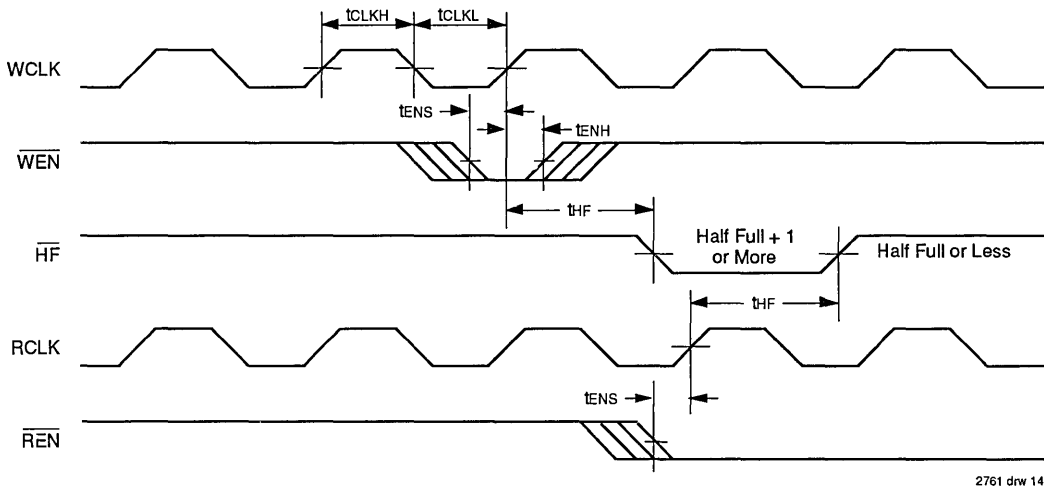 tCLKH
tCLKL
WCLK
tENS
tENH
WEN
tHF
HF
Half Full + 1
or More
Half Full or Less
tHF
RCLK
tENS
REN
2761 drw 14